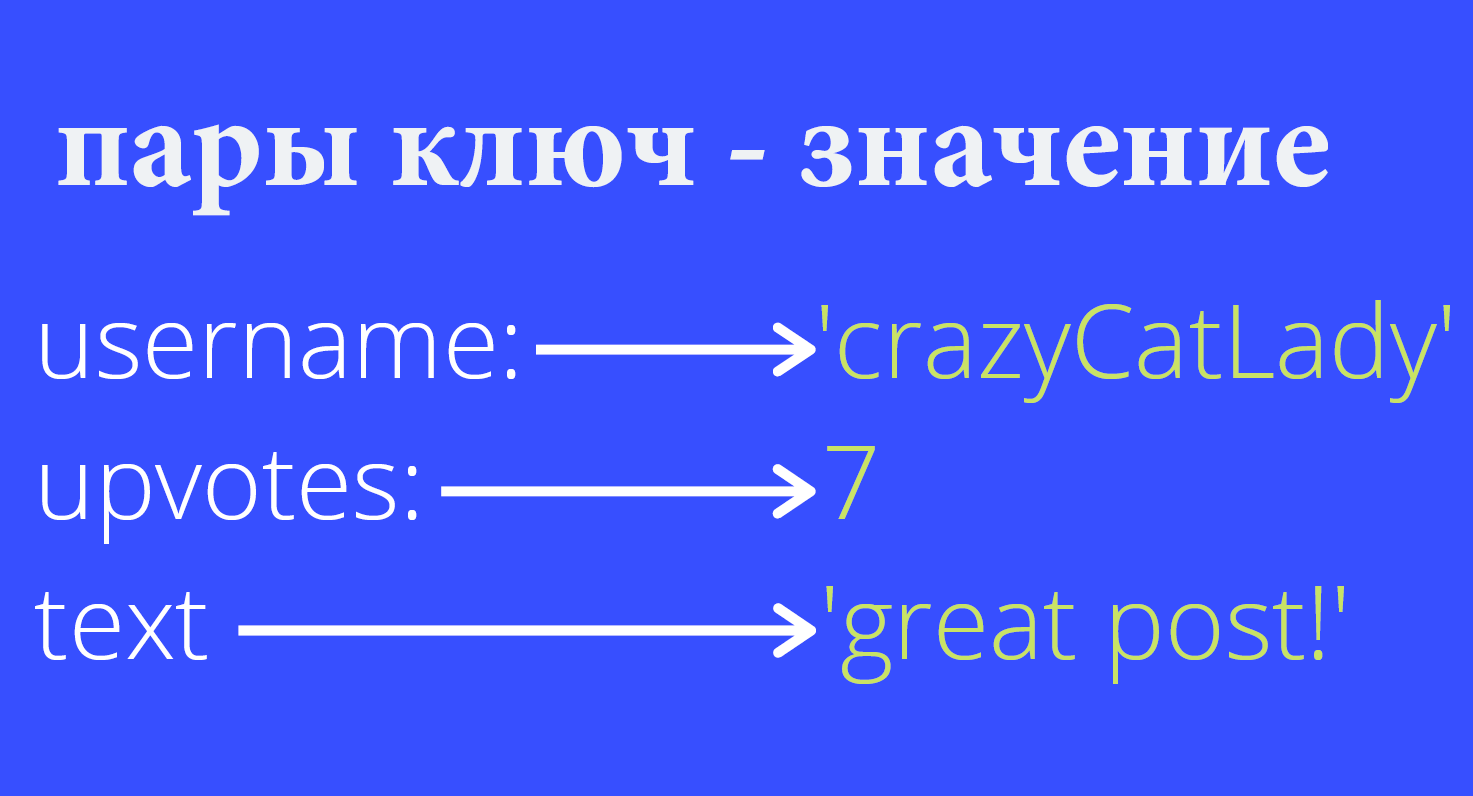 пары ключ - значение
username: 'crazyCatLady'
upvotes: 7
text 'great post!'